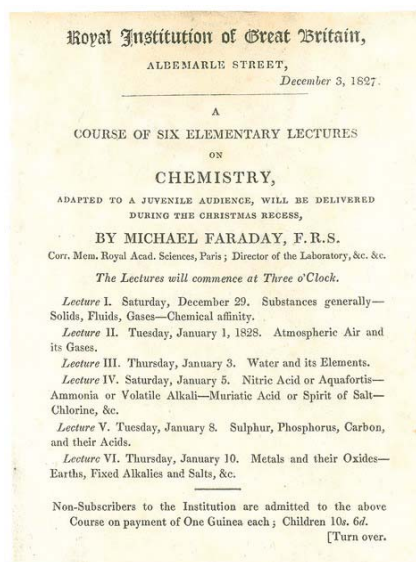 Royal Institution of Great Britain,
ALBEMARLE STREET,
December 3, 1827.
A
COURSE OF SIX ELEMENTARY LECTURES
ON
CHEMISTRY,
ADAPTED TO A JUVENILE AUDIENCE, WILL BE DELIVERED
DURING THE CHRISTMAS RECESS,
BY MICHAEL FARADAY, F.R.S.
Corr. Mem. Royal Acad. Sciences, Paris ; Director of the Laboratory, &c. &c.
The Lectures will commence at Three o'Clock.
Lecture I. Saturday, December 29. Substances generally—
Solids, Fluids, Gases—Chemical affinity.
Lecture II. Tuesday, January 1, 1828. Atmospheric Air and
its Gases.
Lecture III. Thursday, January 3. Water and its Elements.
Lecture IV. Saturday, January 5. Nitric Acid or Aquafortis—
Ammonia or Volatile Alkali—Muriatic Acid or Spirit of Salt—
Chlorine, &c.
Lecture V. Tuesday, January 8. Sulphur, Phosphorus, Carbon,
and their Acids.
Lecture VI. Thursday, January 10. Metals and their Oxides—
Earths, Fixed Alkalies and Salts, &c.
Non-Subscribers to the Institution are admitted to the above
Course on payment of One Guinea each ; Children 10s. 6d.
[Turn over.